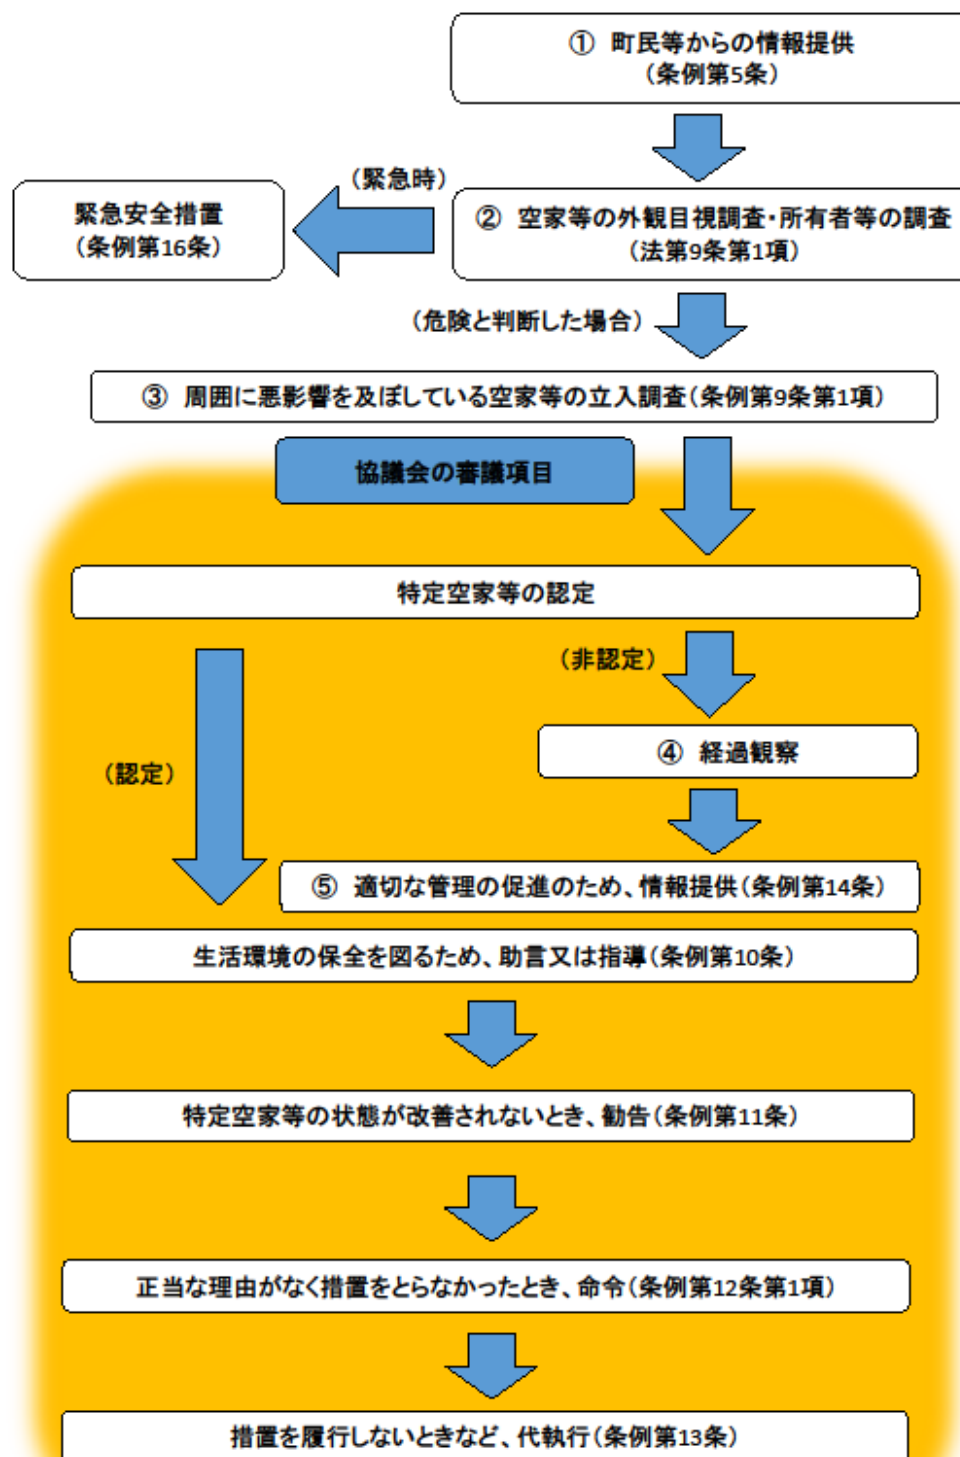 ① 町民等からの情報提供
(条例第5条)
(緊急時)
緊急安全措置
(条例第16条)
② 空家等の外観目視調査・所有者等の調査
(法第9条第1項)
(危険と判断した場合)
③ 周囲に悪影響を及ぼしている空家等の立入調査(条例第9条第1項)
協議会の審議項目
特定空家等の認定
(非認定)
④ 経過観察
(認定)
⑤ 適切な管理の促進のため、情報提供(条例第14条)
生活環境の保全を図るため、助言又は指導(条例第10条)
特定空家等の状態が改善されないとき、勧告(条例第11条)
正当な理由がなく措置をとらなかったとき、命令(条例第12条第1項)
措置を履行しないときなど、代執行(条例第13条)